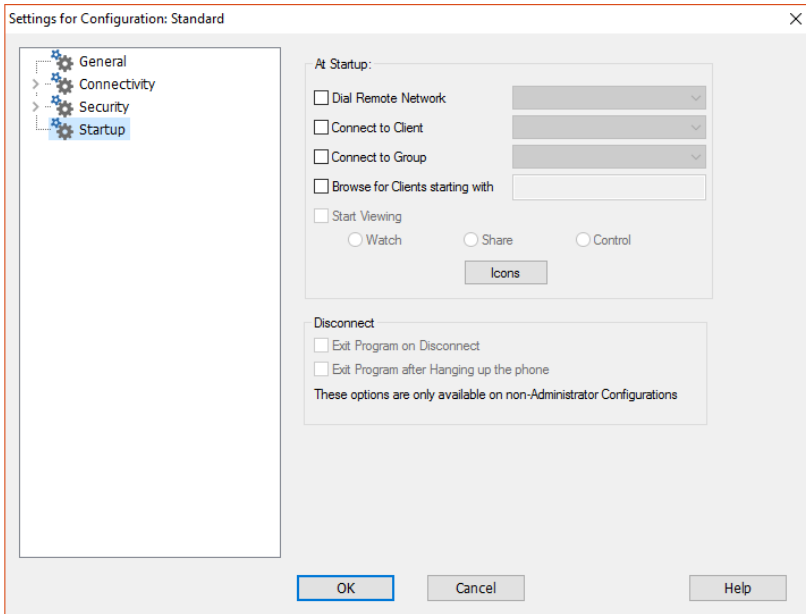 Settings for Configuration: Standard
General
Connectivity
Security
Startup
At Startup:
Dial Remote Network
Connect to Client
Connect to Group
Browse for Clients starting with
Start Viewing
Watch Share Control
Icons
Disconnect
Exit Program on Disconnect
Exit Program after Hanging up the phone
These options are only available on non-Administrator Configurations
OK Cancel Help